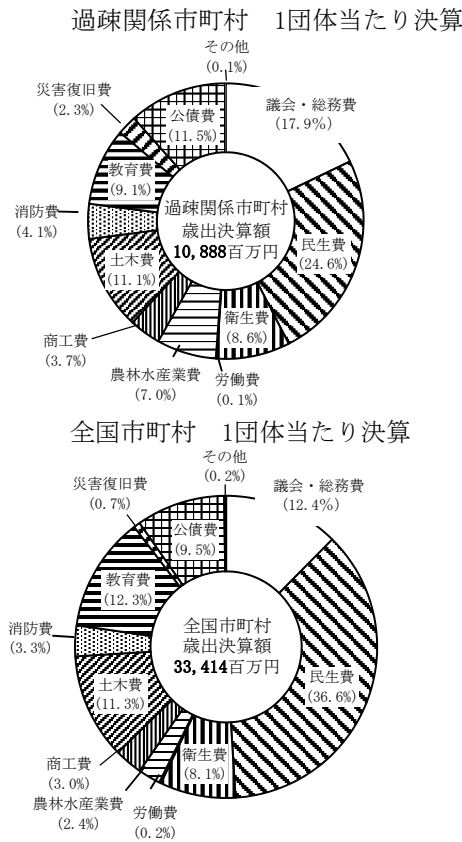 過疎関係市町村　1団体当たり決算
その他
(0.1%)
災害復旧費
(2.3%)
議会・総務費
(17.9%)
公債費
(11.5%)
教育費
(9.1%)
消防費
(4.1%)
過疎関係市町村
歳出決算額
10,888百万円
民生費
(24.6%)
土木費
(11.1%)
衛生費
(8.6%)
商工費
(3.7%)
農林水産業費
(7.0%)
労働費
(0.1%)
全国市町村　1団体当たり決算
その他
(0.2%)
災害復旧費
(0.7%)
議会・総務費
(12.4%)
公債費
(9.5%)
教育費
(12.3%)
消防費
(3.3%)
全国市町村
歳出決算額
33,414百万円
民生費
(36.6%)
土木費
(11.3%)
衛生費
(8.1%)
商工費
(3.0%)
農林水産業費
(2.4%)
労働費
(0.2%)